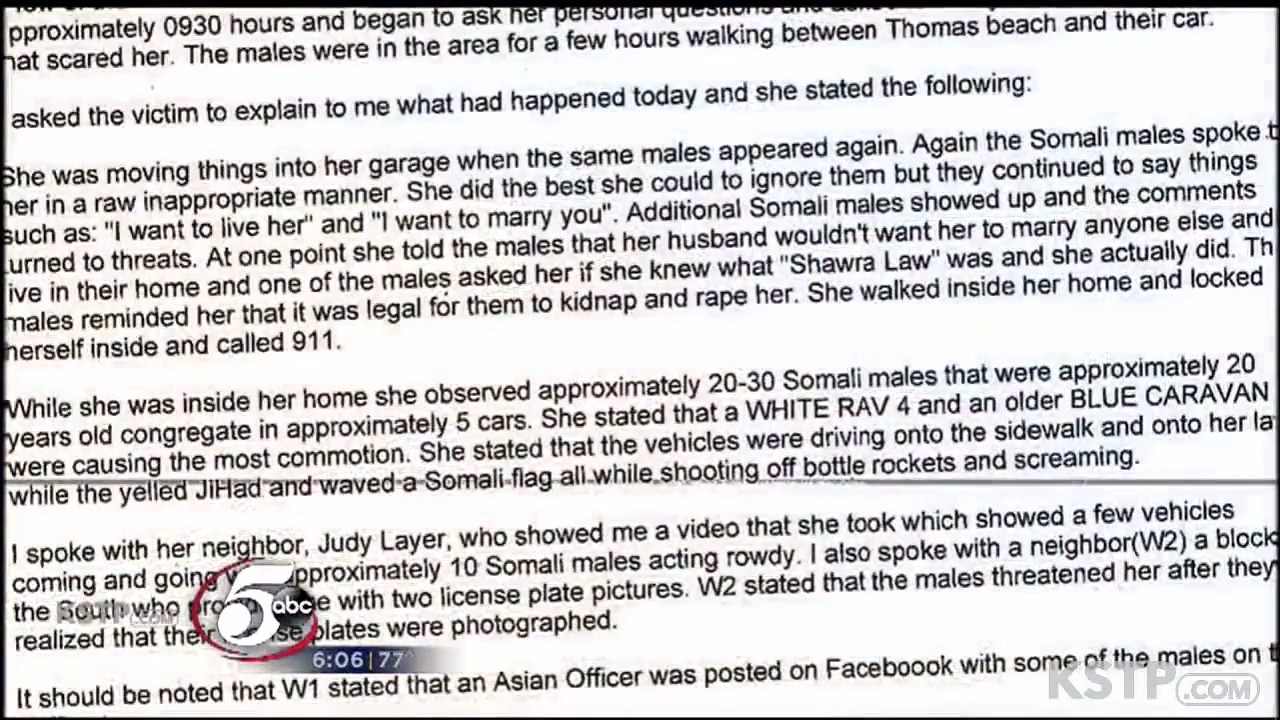 pproximately 0930 hours and began to ask her personal questions and
hat scared her. The males were in the area for a few hours walking between Thomas beach and their car.
asked the victim to explain to me what had happened today and she stated the following:
She was moving things into her garage when the same males appeared again. Again the Somali males spoke t
her in a raw inappropriate manner. She did the best she could to ignore them but they continued to say things
such as: "I want to live her" and "I want to marry you". Additional Somali males showed up and the comments
urned to threats. At one point she told the males that her husband wouldn't want her to marry anyone else and
ive in their home and one of the males asked her if she knew what "Shawra Law" was and she actually did. Th
males reminded her that it was legal for them to kidnap and rape her. She walked inside her home and locked
herself inside and called 911.
While she was inside her home she observed approximately 20-30 Somali males that were approximately 20
years old congregate in approximately 5 cars. She stated that a WHITE RAV 4 and an older BLUE CARAVAN
were causing the most commotion. She stated that the vehicles were driving onto the sidewalk and onto her la
while the yelled JiHad and waved a Somali flag all while shooting off bottle rockets and screaming.
I spoke with her neighbor, Judy Layer, who showed me a video that she took which showed a few vehicles
coming and going pproximately 10 Somali males acting rowdy. I also spoke with a neighbor(W2) a block
the South who pro e with two license plate pictures. W2 stated that the males threatened her after they
realized that their se plates were photographed.
It should be noted that W1 stated that an Asian Officer was posted on Faceboook with some of the males on t
5 abc
6:06 77
KSTP.COM
KSTP.COM